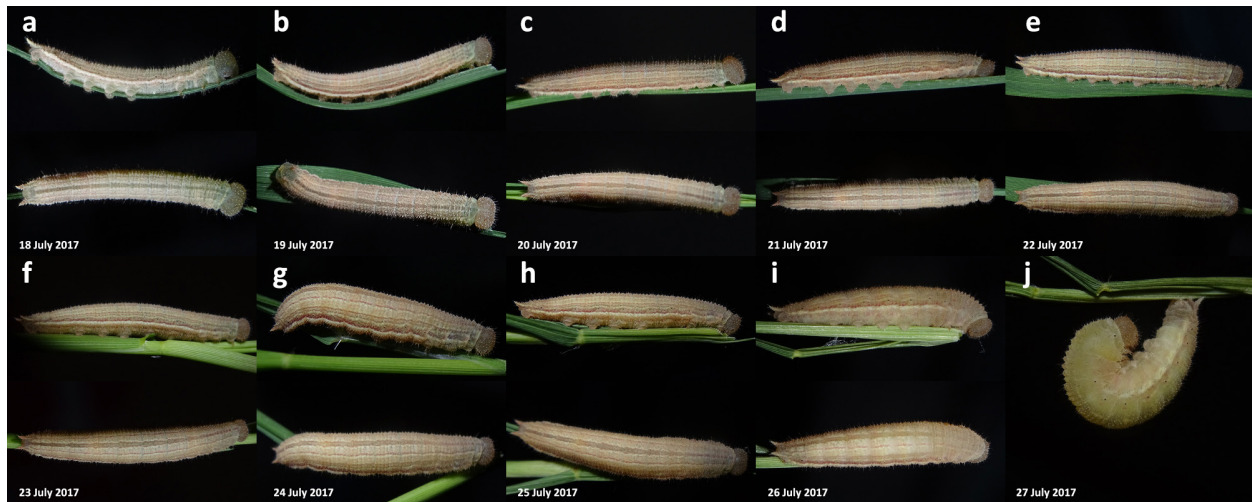 a
b
c
d
e
18 July 2017
19 July 2017
20 July 2017
21 July 2017
22 July 2017
f
g
h
i
j
23 July 2017
24 July 2017
25 July 2017
26 July 2017
27 July 2017